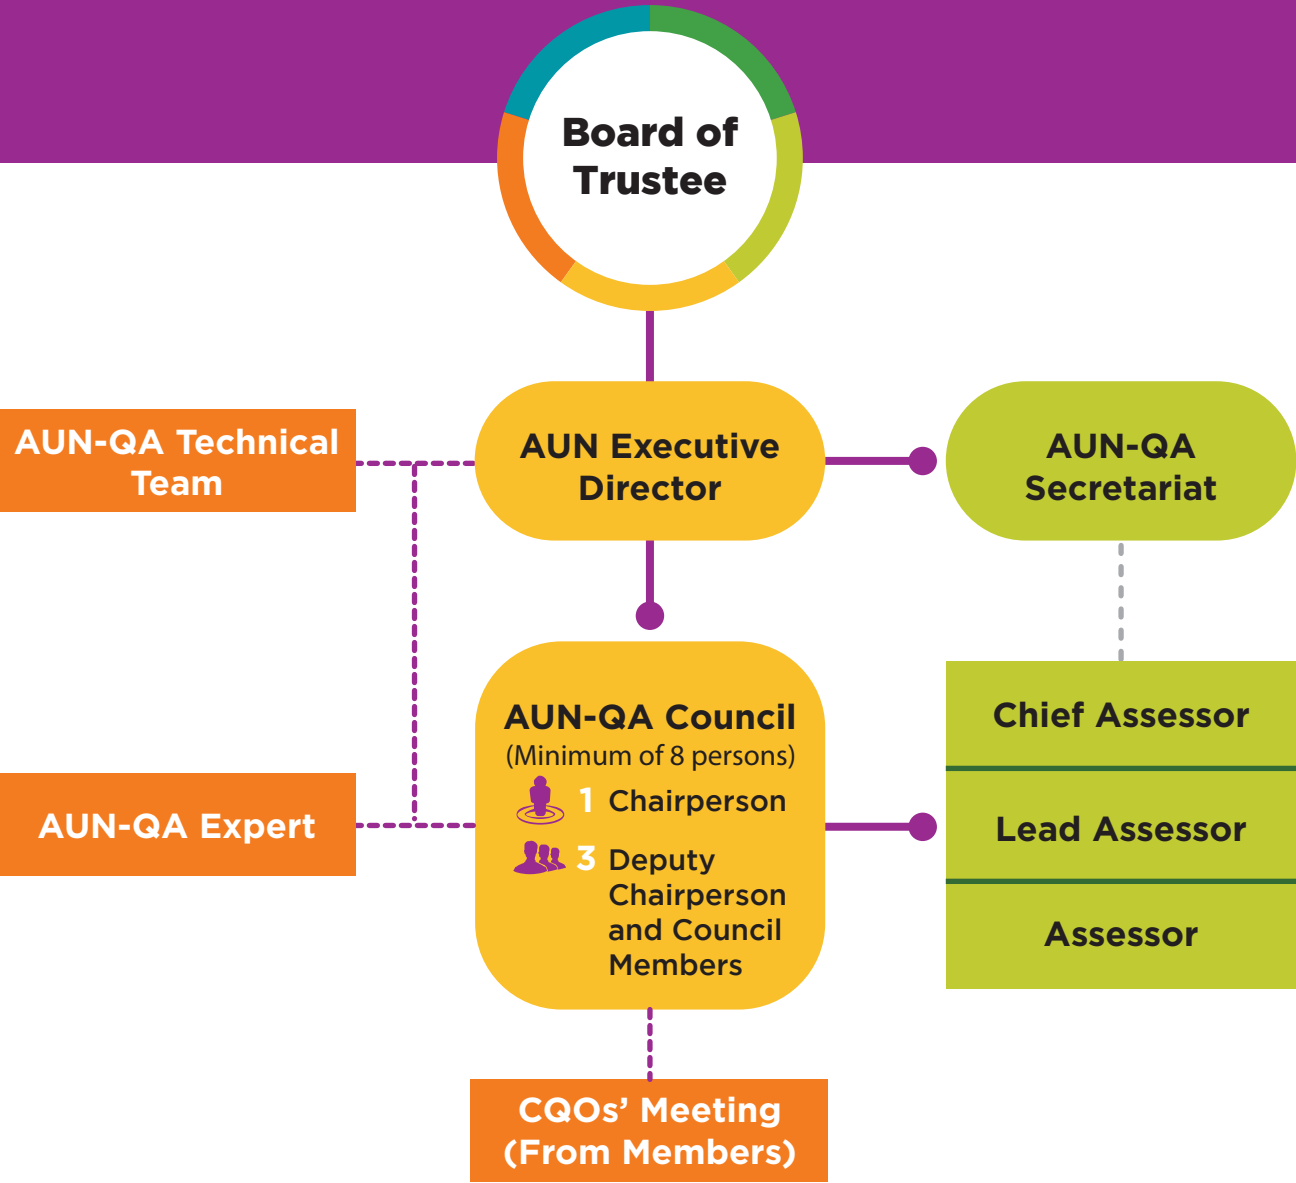 Board of
Trustee
AUN-QA Technical
Team
AUN Executive
Director
AUN-QA
Secretariat
AUN-QA Expert
AUN-QA Council
(Minimum of 8 persons)
1 Chairperson
3 Deputy
Chairperson
and Council
Members
Chief Assessor
Lead Assessor
Assessor
CQOs’ Meeting
(From Members)